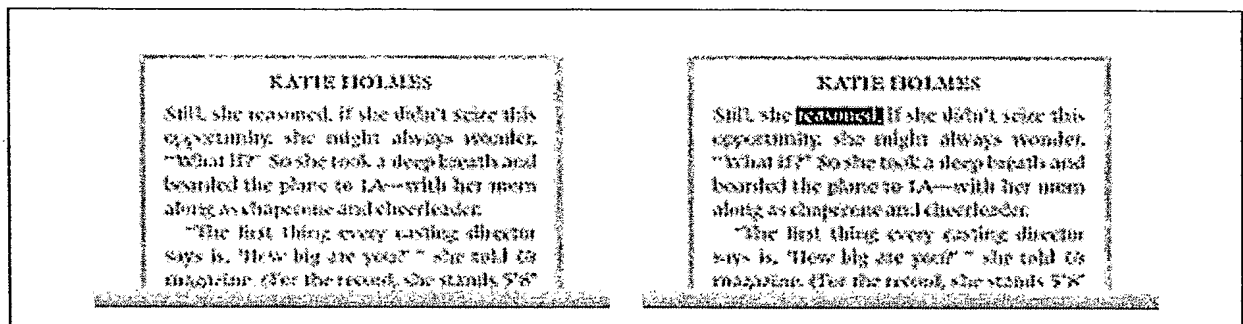 KATIE HOLMES
Still, she reasoned, if she didn't seize this
opportunity, she might always wonder,
"What if?" So she took a deep breath and
boarded the plane to LA—with her mom
along as chaperone and cheerleader.
"The first thing every casting director
says is, 'How big are you?' " she told
magazine. (For the record, she stands 5'8"
KATIE HOLMES
Still, she reasoned, if she didn't seize this
opportunity, she might always wonder,
"What if?" So she took a deep breath and
boarded the plane to LA—with her mom
along as chaperone and cheerleader.
"The first thing every casting director
says is, 'How big are you?' " she told
magazine. (For the record, she stands 5'8"